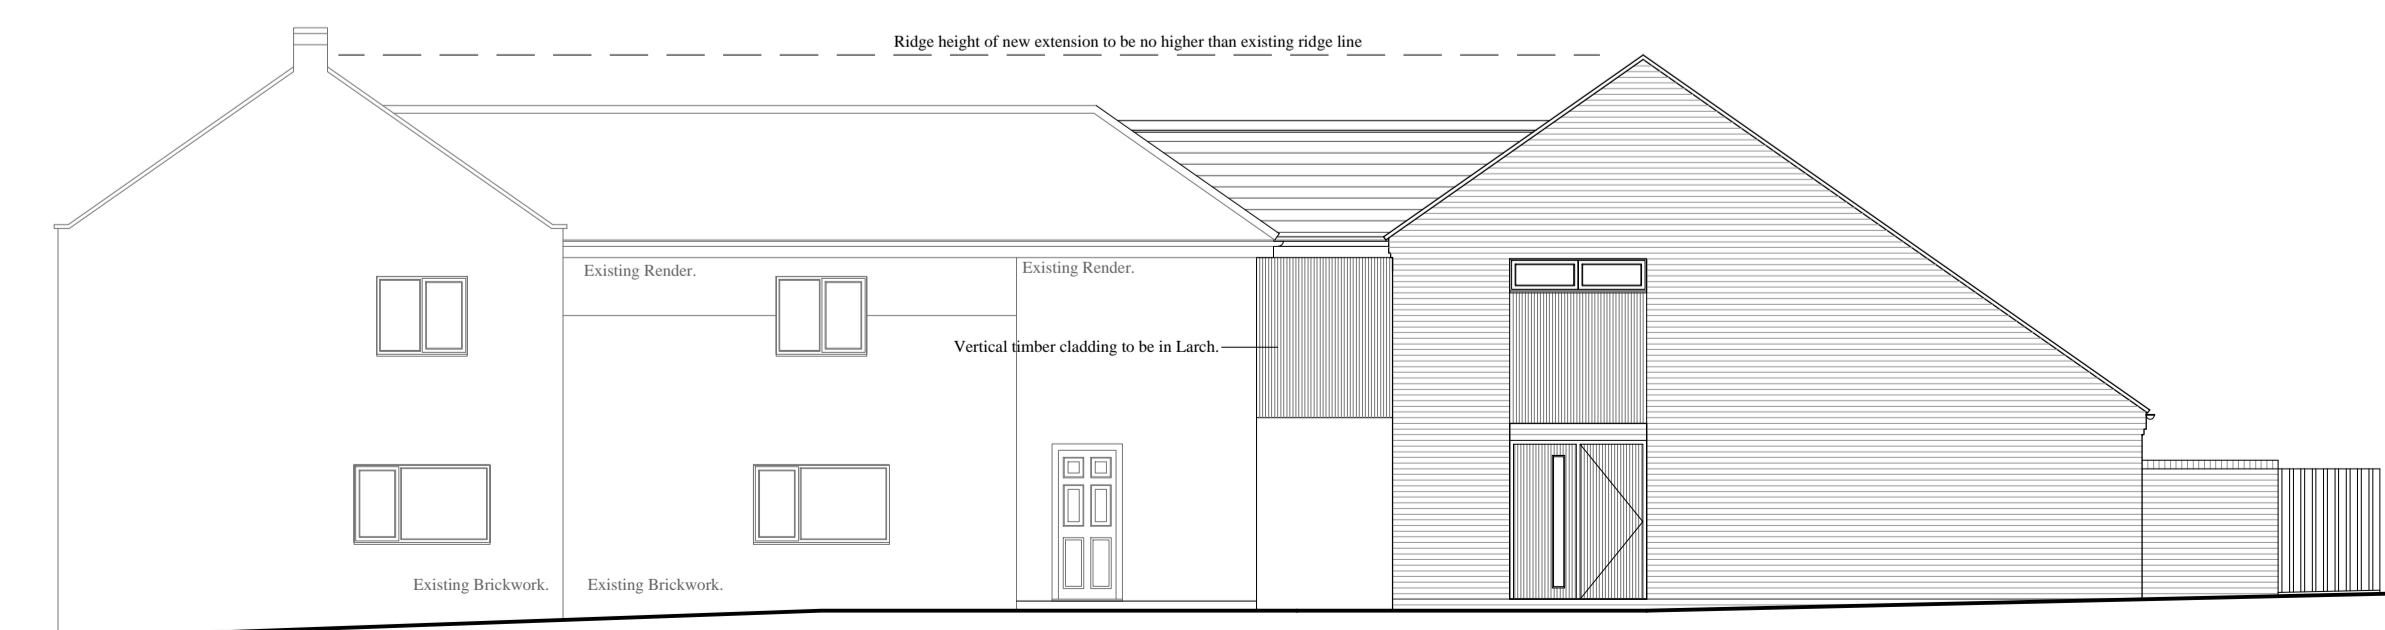 Ridge height of new extension to be no higher than existing ridge line
Existing Render.
Existing Render.
Vertical timber cladding to be in Larch.
Existing Brickwork.
Existing Brickwork.